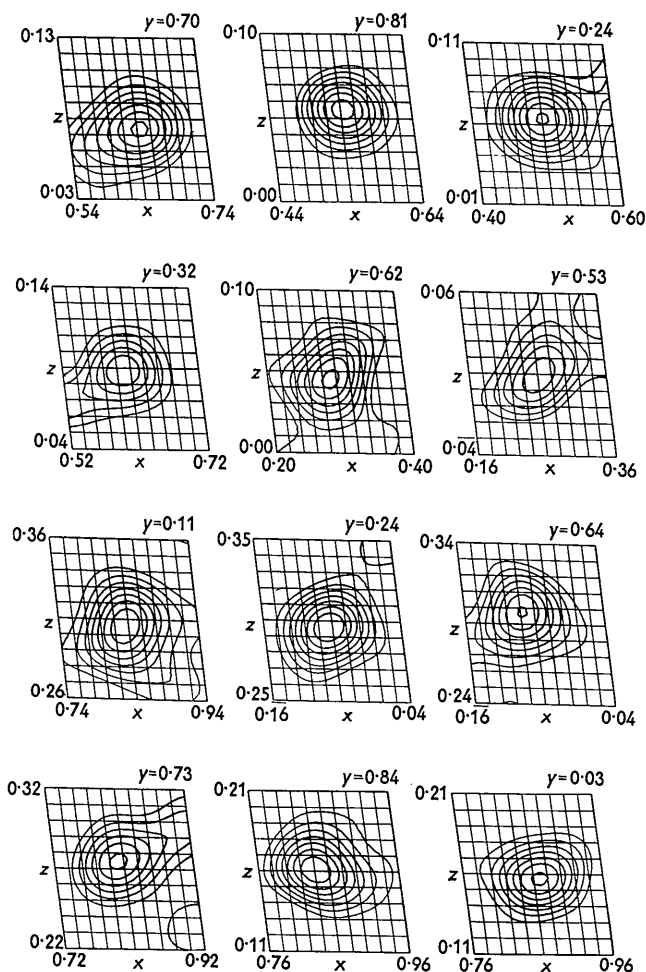 y=0·70 y=0·81 y=0·24
0·13 0·10 0·11
z z z
0·03 0·00 0·01
0·54 x 0·74 0·44 x 0·64 0·40 x 0·60
y=0·32 y=0·62 y=0·53
0·14 0·10 0·06
z z z
0·04 0·00 0̅·04
0·52 x 0·72 0·20 x 0·40 0·16 x 0·36
y=0·11 y=0·24 y=0·64
0·36 0·35 0·34
z z z
0·26 0·25 0·24
0·74 x 0·94 0̅·16 x 0·04 0̅·16 x 0·04
y=0·73 y=0·84 y=0·03
0·32 0·21 0·21
z z z
0·22 0·11 0·11
0·72 x 0·92 0·76 x 0·96 0·76 x 0·96